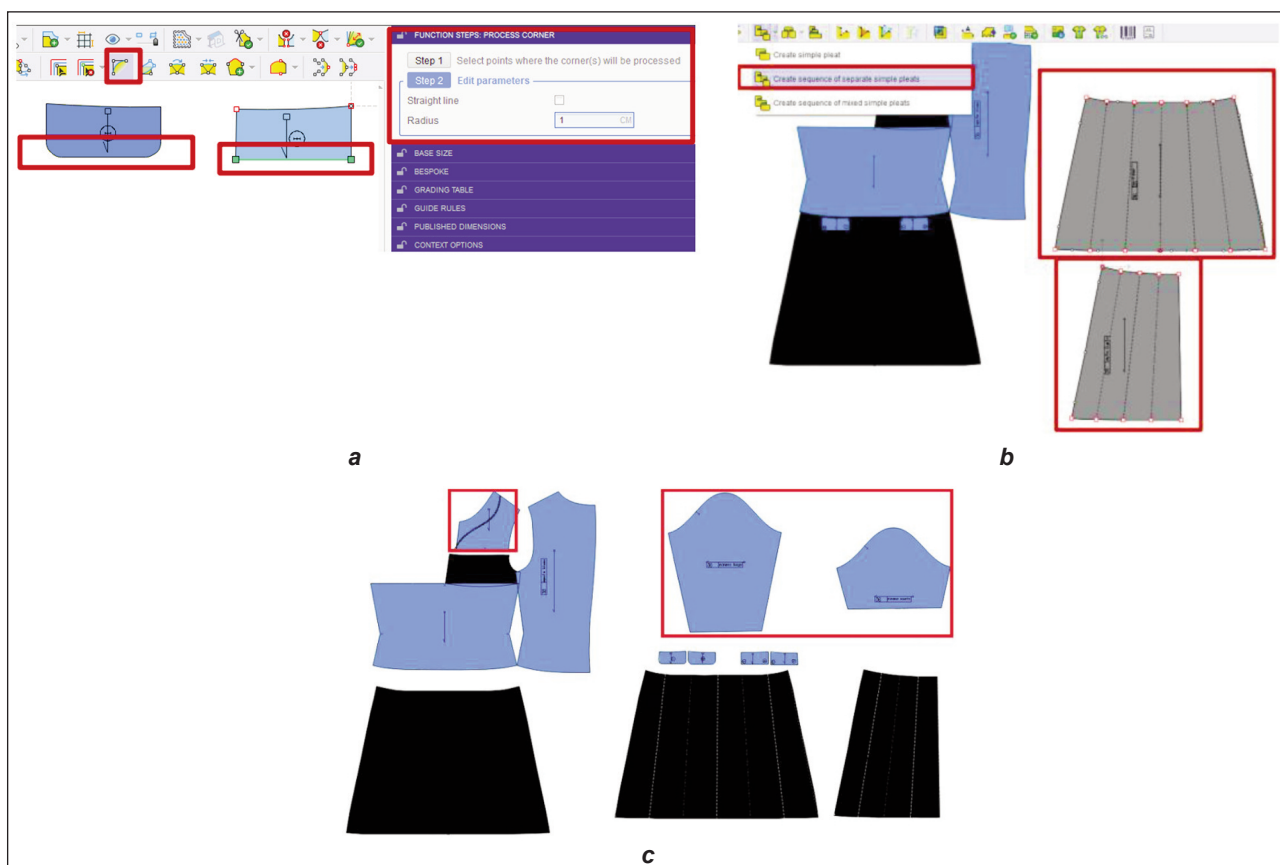 FUNCTION STEPS: PROCESS CORNER
Step 1 Select points where the corner(s) will be processed
Step 2 Edit parameters
Straight line
Radius 1 CM
BASE SIZE
BESPOKE
GRADING TABLE
GUIDE RULES
PUBLISHED DIMENSIONS
CONTEXT OPTIONS
a
Create simple pleat
Create sequence of separate simple pleats
Create sequence of mixed simple pleats
b
c